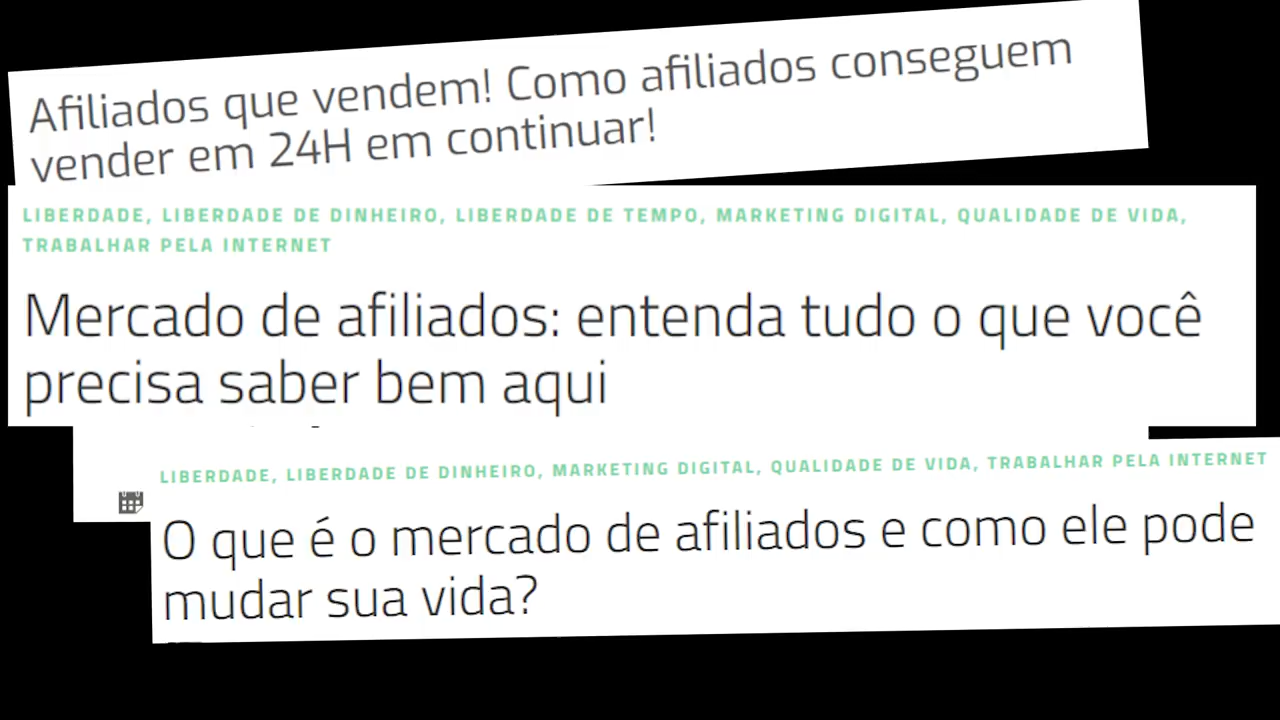 Afiliados que vendem! Como afiliados conseguem
vender em 24H em continuar!
LIBERDADE, LIBERDADE DE DINHEIRO, LIBERDADE DE TEMPO, MARKETING DIGITAL, QUALIDADE DE VIDA,
TRABALHAR PELA INTERNET
Mercado de afiliados: entenda tudo o que você
precisa saber bem aqui
LIBERDADE, LIBERDADE DE DINHEIRO, MARKETING DIGITAL, QUALIDADE DE VIDA, TRABALHAR PELA INTERNET
O que é o mercado de afiliados e como ele pode
mudar sua vida?